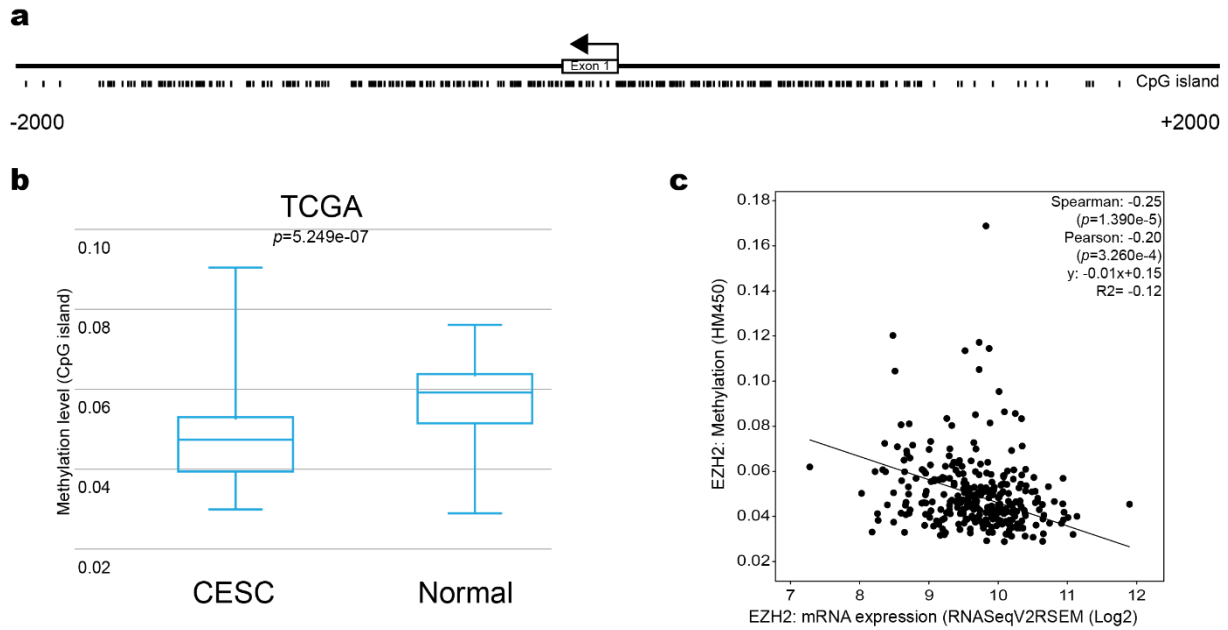 a
Exon 1
CpG island
-2000
+2000
b
TCGA
p=5.249e-07
0.10
0.08
0.06
0.04
0.02
Methylation level (CpG island)
CESC
Normal
c
Spearman: -0.25
(p=1.390e-5)
Pearson: -0.20
(p=3.260e-4)
y: -0.01x+0.15
R2= -0.12
0.18
0.16
0.14
0.12
0.10
0.08
0.06
0.04
0.02
EZH2: Methylation (HM450)
7 8 9 10 11 12
EZH2: mRNA expression (RNASeqV2RSEM (Log2)